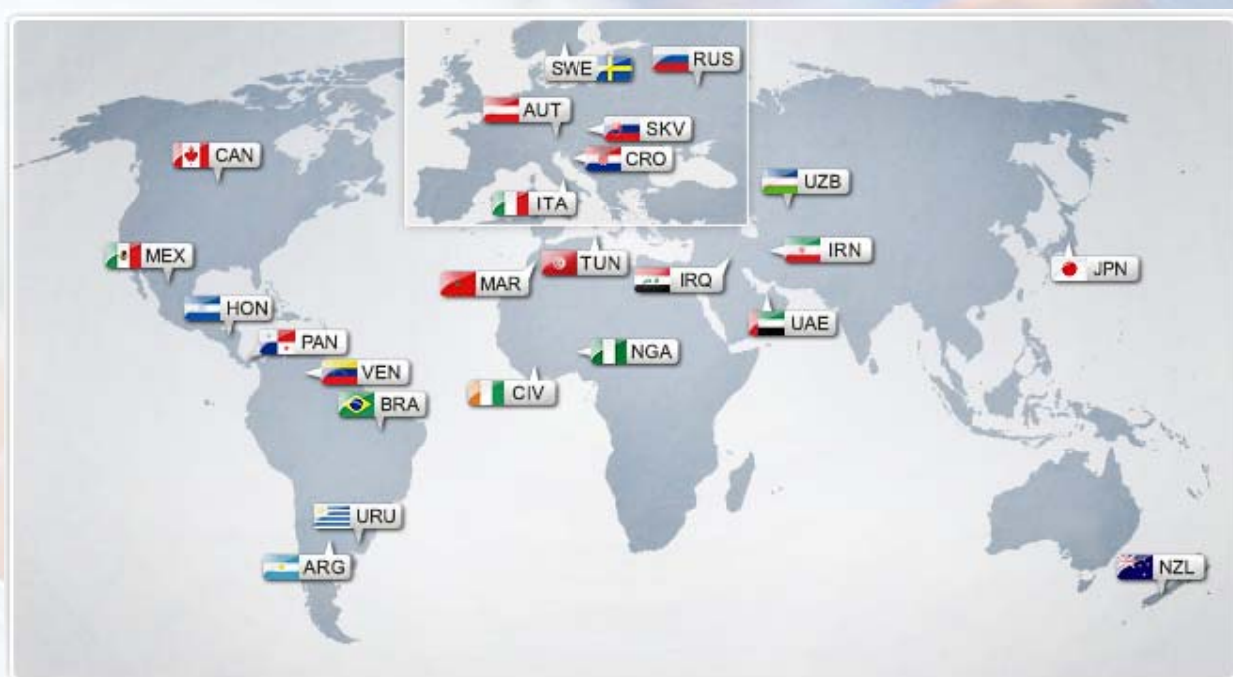 SWE
RUS
AUT
SKV
CAN
CRO
UZB
ITA
MEX
TUN
IRN
JPN
MAR
IRQ
HON
UAE
PAN
NGA
VEN
CIV
BRA
URU
ARG
NZL